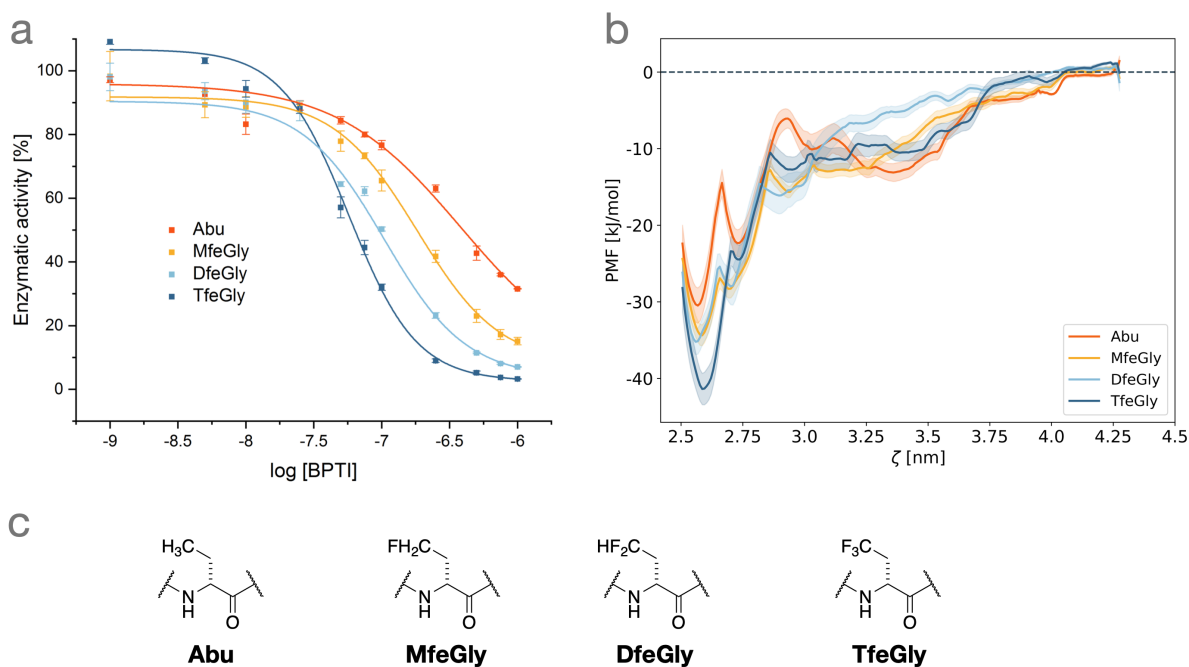 a
Enzymatic activity [%]
100
80
60
40
20
0
Abu
MfeGly
DfeGly
TfeGly
-9
-8.5
-8
-7.5
-7
-6.5
-6
log [BPTI]
b
PMF [kJ/mol]
0
-10
-20
-30
-40
Abu
MfeGly
DfeGly
TfeGly
2.5
2.75
3.0
3.25
3.5
3.75
4.0
4.25
4.5
ζ [nm]
c
H₃C
N
H
O
Abu
FH₂C
N
H
O
MfeGly
HF₂C
N
H
O
DfeGly
F₃C
N
H
O
TfeGly